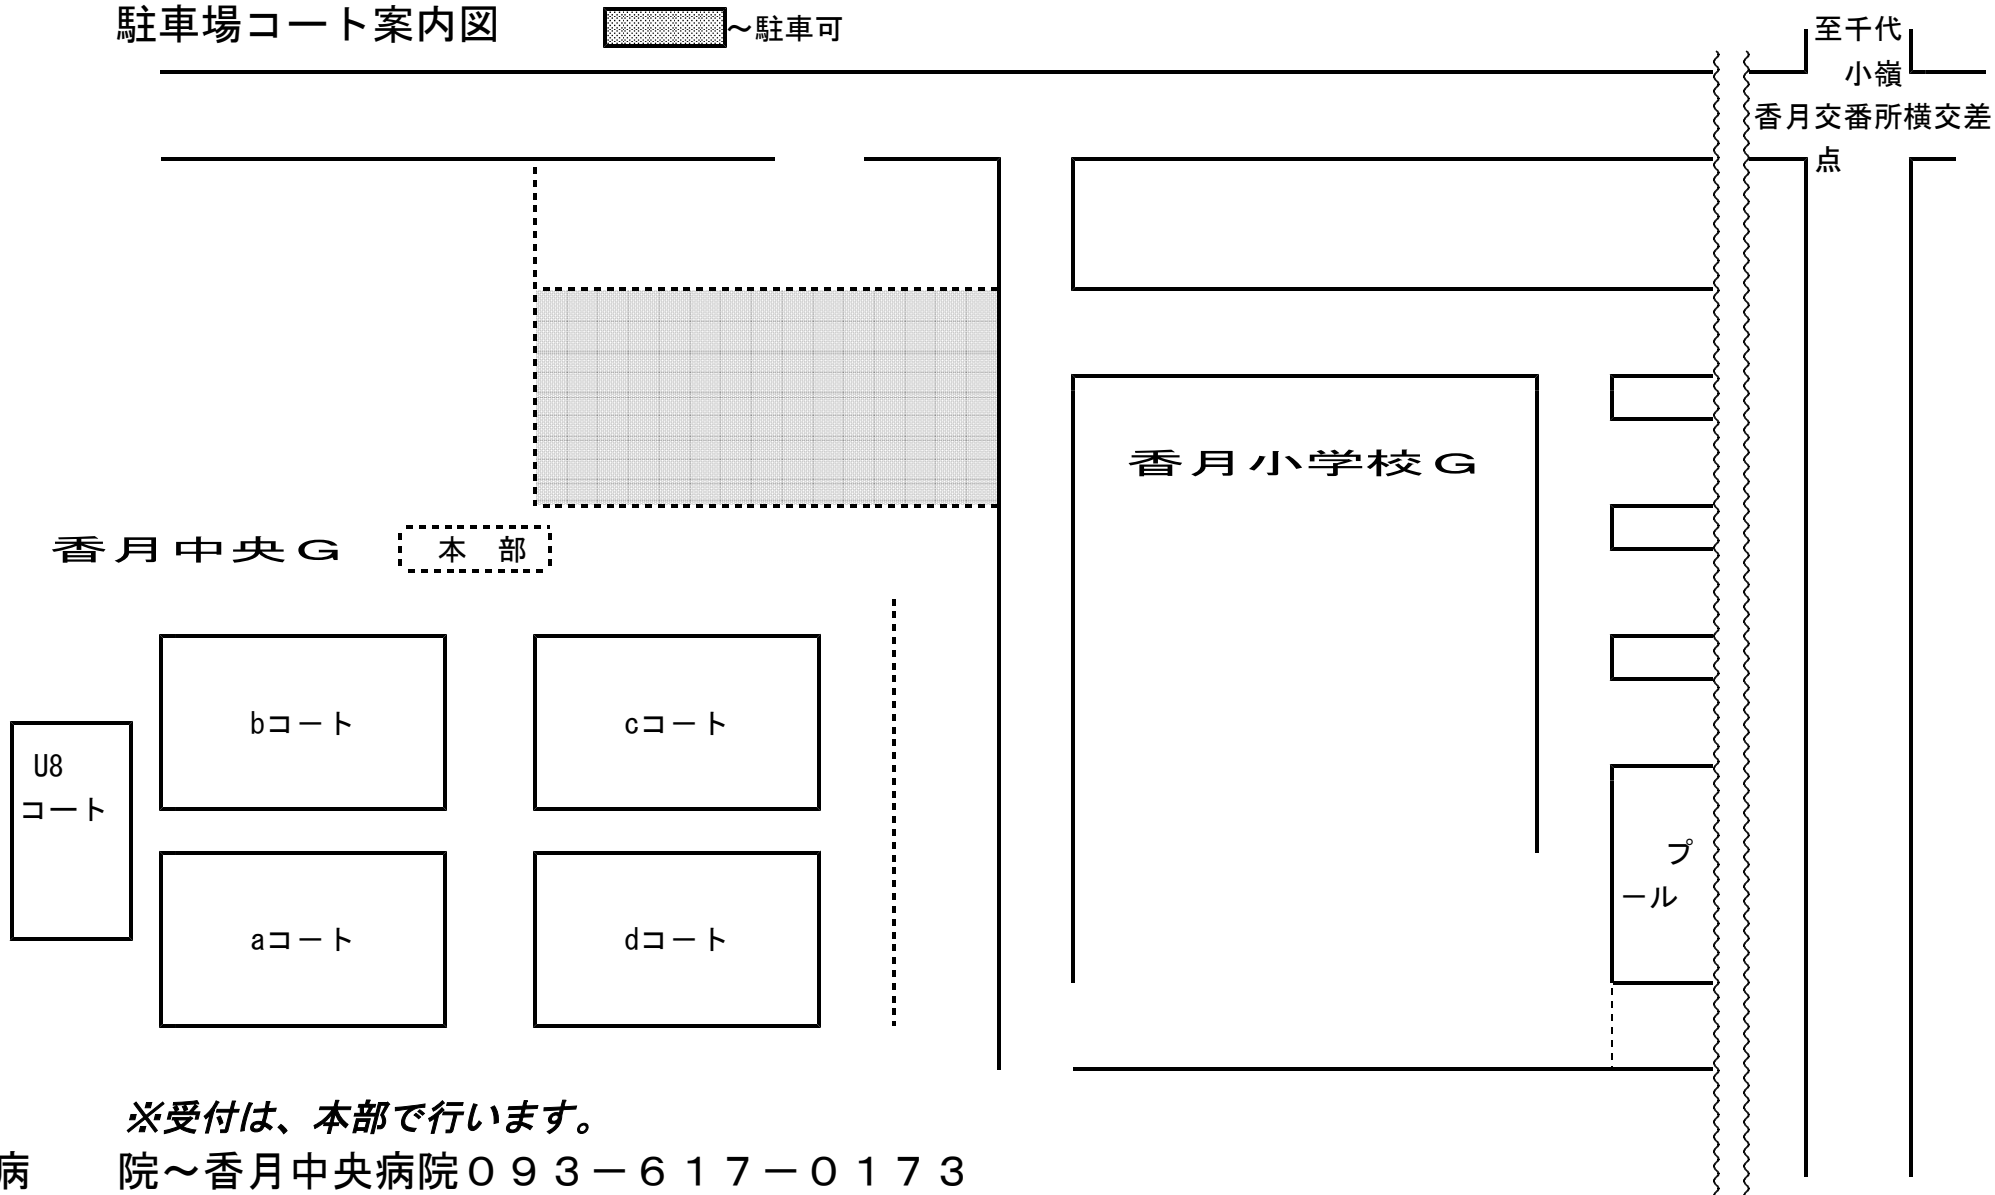 駐車場コート案内図
～駐車可
至千代
小嶺
香月交番所横交差
点
香月小学校G
香月中央G
本　部
bコート
cコート
U8
コート
プ
ール
aコート
dコート
※受付は、本部で行います。
病　　院～香月中央病院０９３－６１７－０１７３